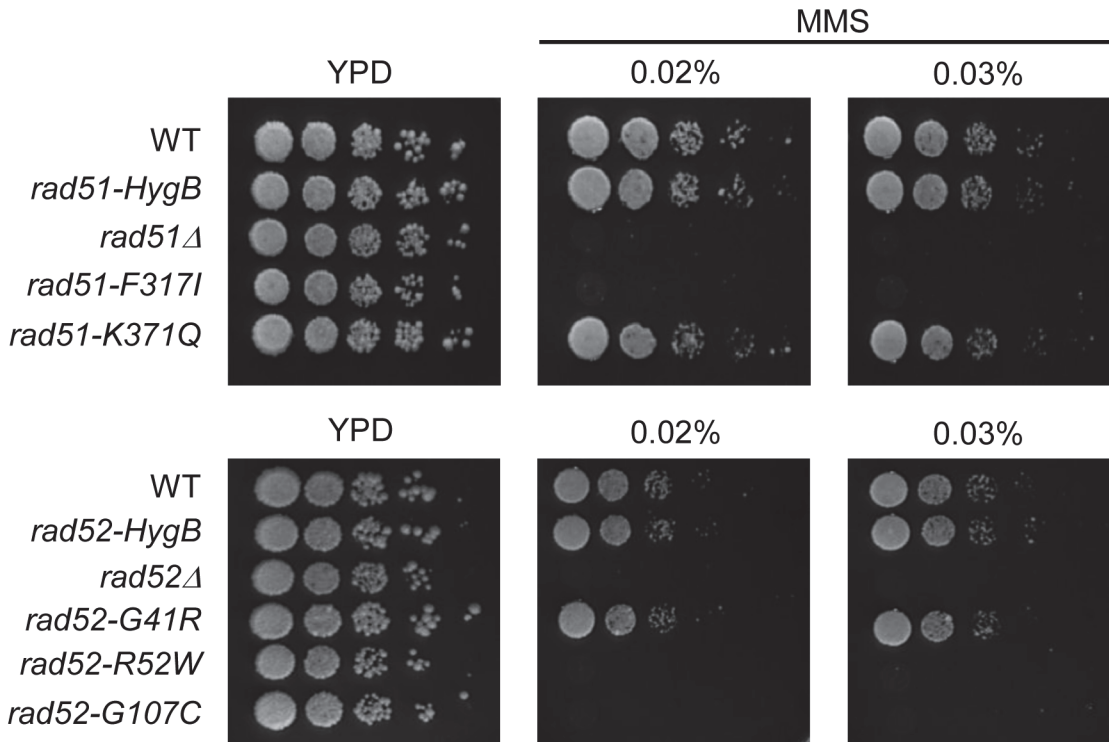 MMS
YPD 0.02% 0.03%
WT
rad51-HygB
rad51Δ
rad51-F317I
rad51-K371Q
YPD 0.02% 0.03%
WT
rad52-HygB
rad52Δ
rad52-G41R
rad52-R52W
rad52-G107C